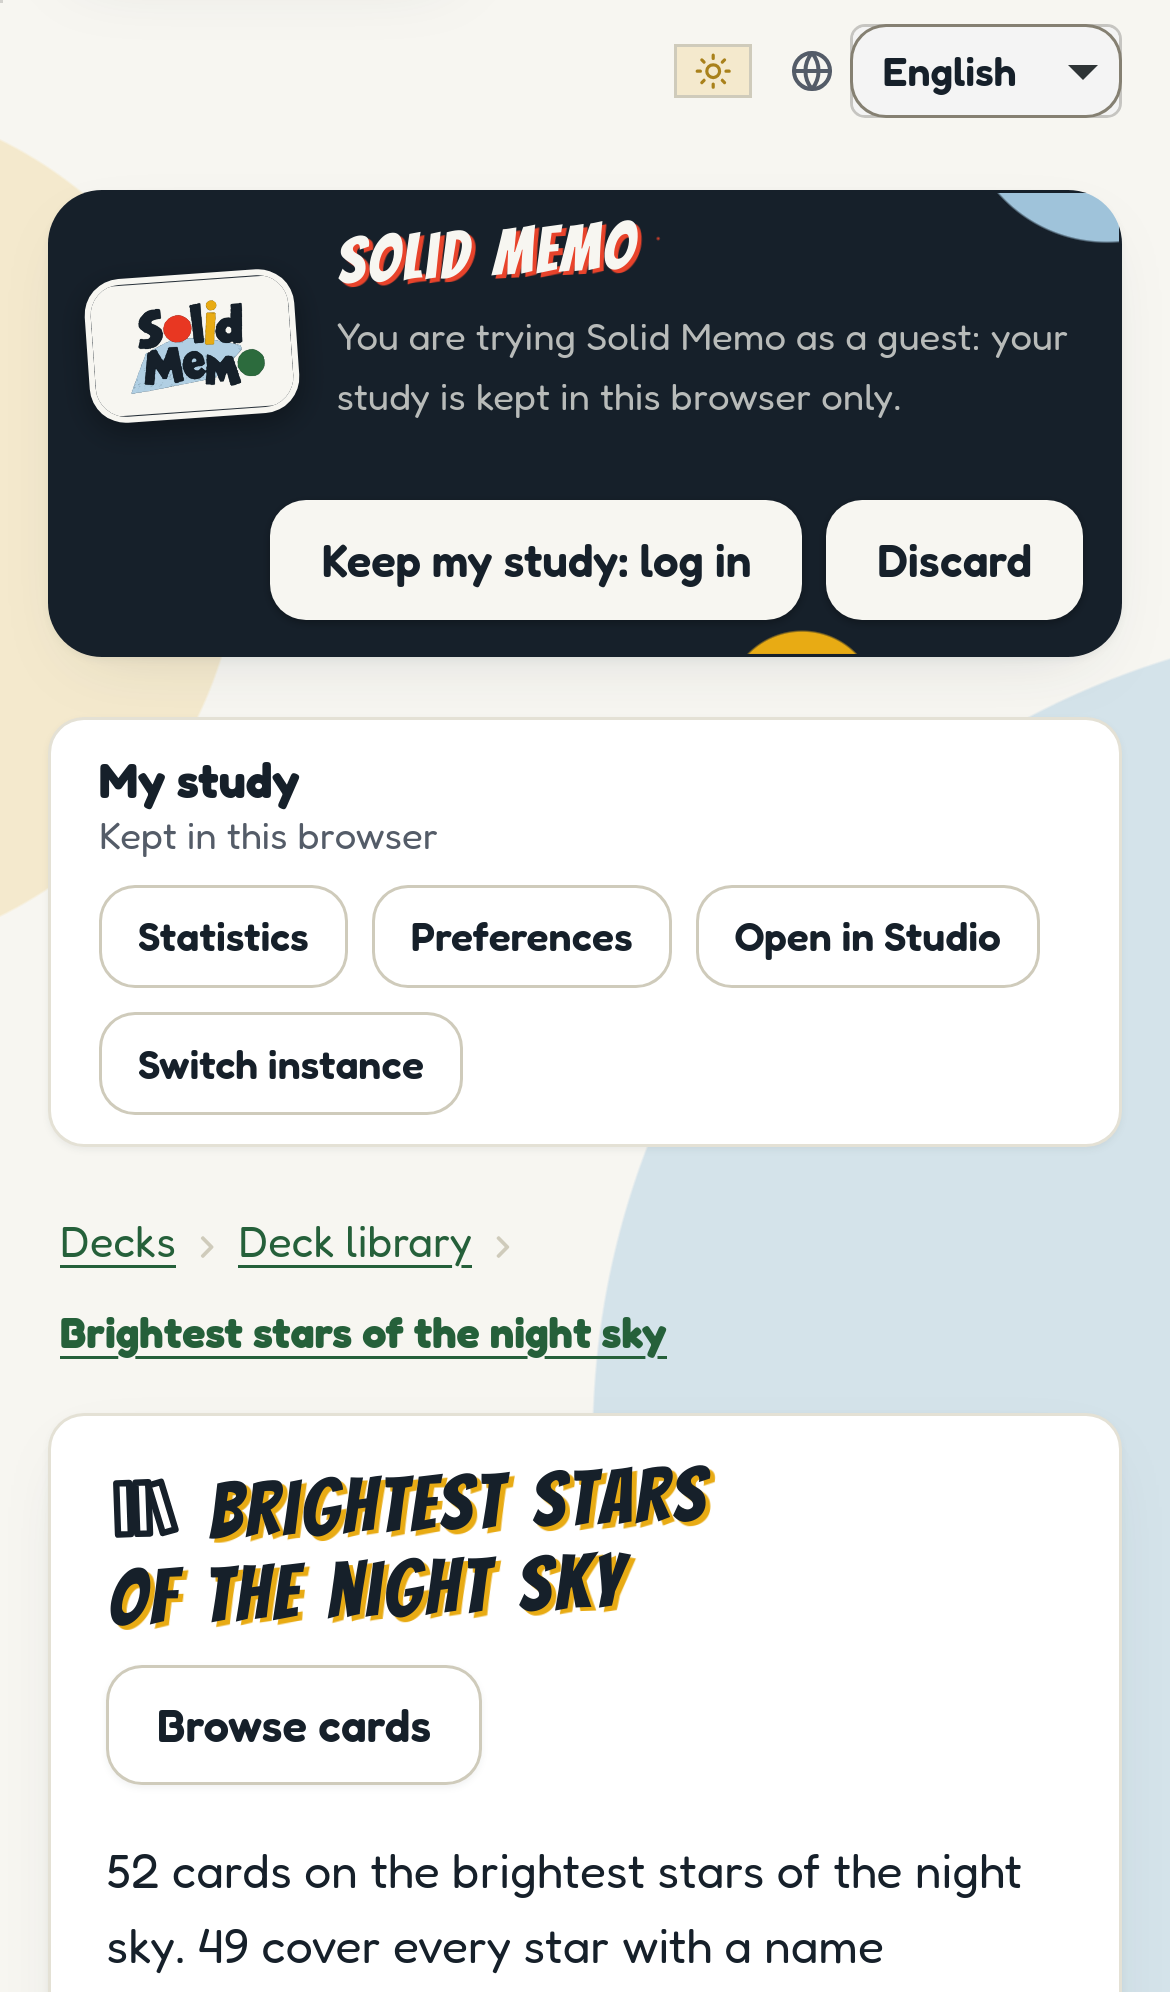 English
SOLID MEMO
Solid
MeMo
You are trying Solid Memo as a guest: your
study is kept in this browser only.
Keep my study: log in
Discard
My study
Kept in this browser
Statistics
Preferences
Open in Studio
Switch instance
Decks › Deck library ›
Brightest stars of the night sky
BRIGHTEST STARS
OF THE NIGHT SKY
Browse cards
52 cards on the brightest stars of the night
sky. 49 cover every star with a name